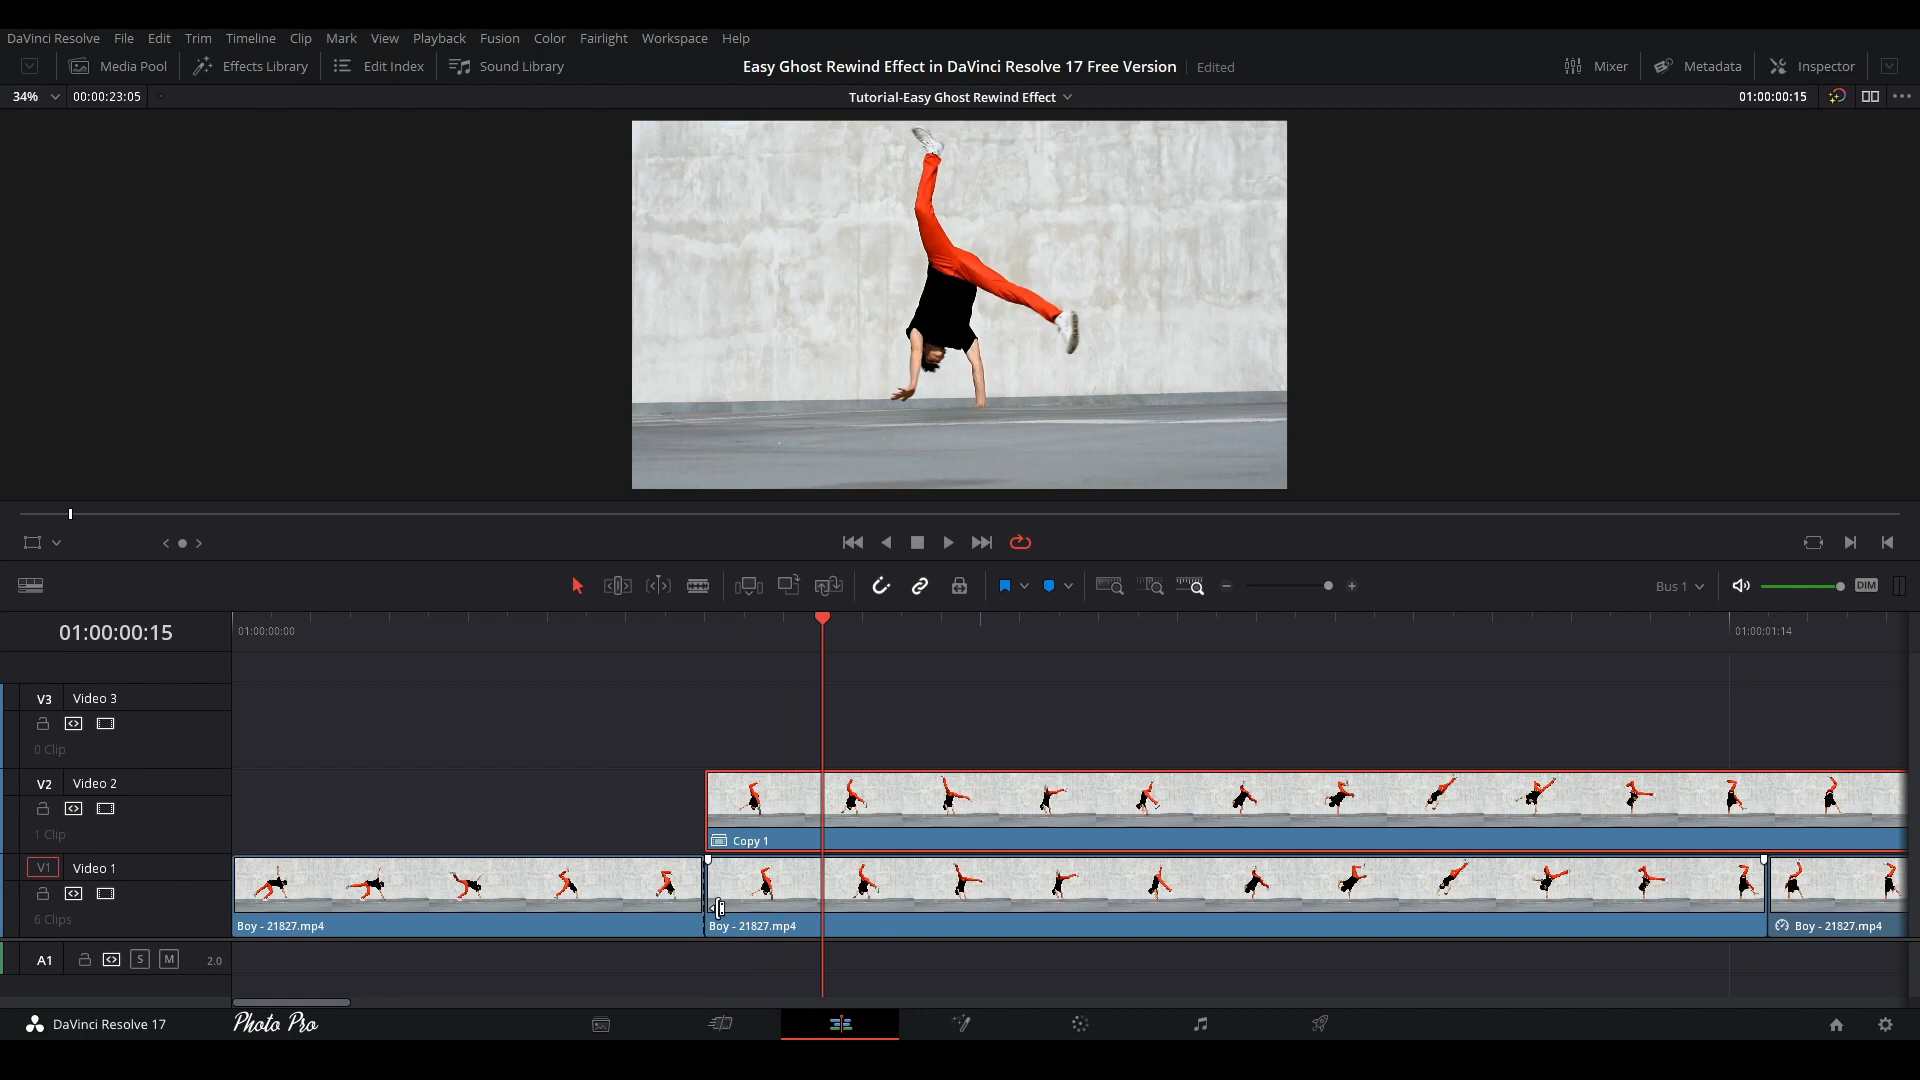 DaVinci Resolve File Edit Trim Timeline Clip Mark View Playback Fusion Color Fairlight Workspace Help
Media Pool Effects Library Edit Index Sound Library Easy Ghost Rewind Effect in DaVinci Resolve 17 Free Version Edited Mixer Metadata Inspector
34% 00:00:23:05 Tutorial-Easy Ghost Rewind Effect 01:00:00:15
Bus 1 DIM
01:00:00:15 01:00:00:00 01:00:01:14
V3 Video 3
0 Clip
V2 Video 2
1 Clip
Copy 1
V1 Video 1
6 Clips
Boy - 21827.mp4 Boy - 21827.mp4 Boy - 21827.mp4
A1 S M 2.0
DaVinci Resolve 17 Photo Pro